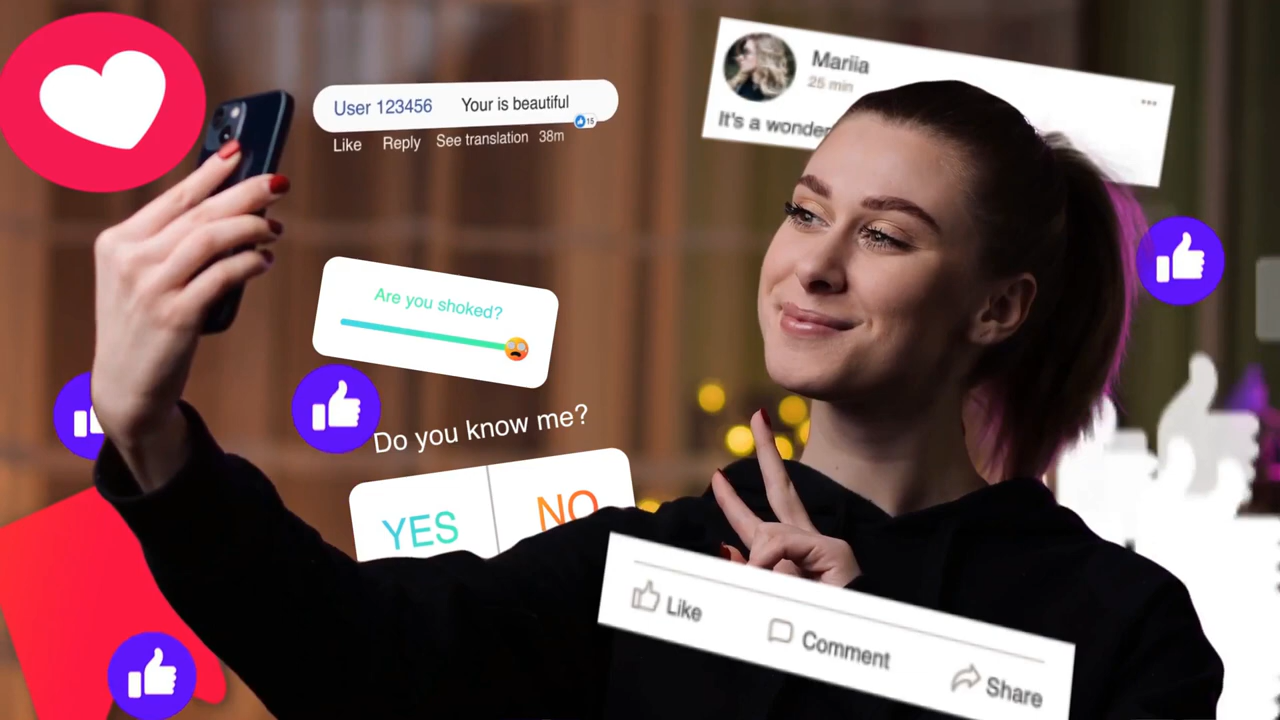 User 123456 Your is beautiful
15
Like Reply See translation 38m
Mariia
25 min
It's a
Are you shoked?
Do you know me?
YES NO
Like Comment Share